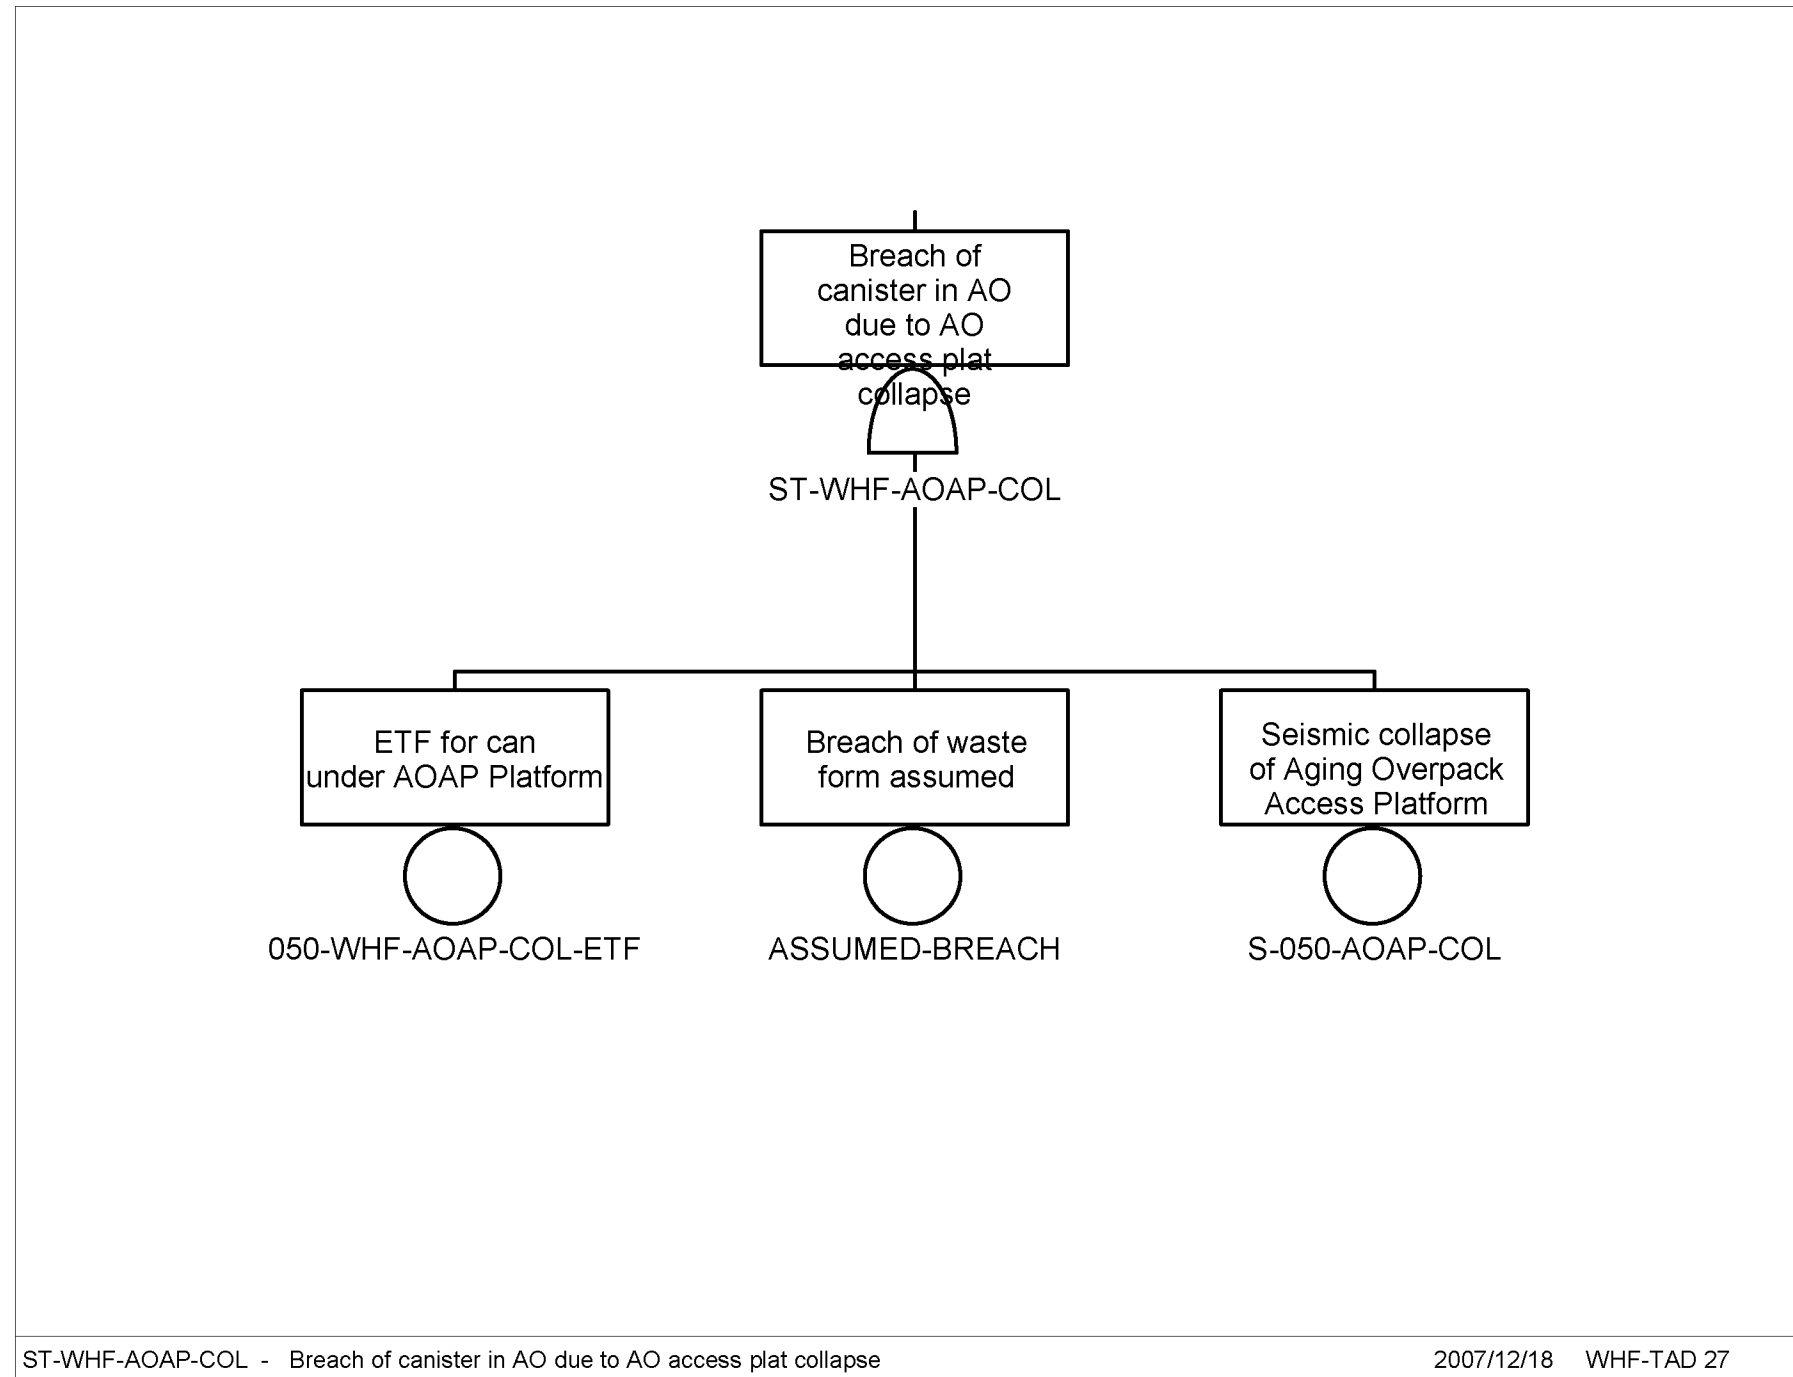 Breach of
canister in AO
due to AO
access plat
collapse
ST-WHF-AOAP-COL
ETF for can
under AOAP Platform
050-WHF-AOAP-COL-ETF
Breach of waste
form assumed
ASSUMED-BREACH
Seismic collapse
of Aging Overpack
Access Platform
S-050-AOAP-COL
ST-WHF-AOAP-COL - Breach of canister in AO due to AO access plat collapse
2007/12/18 WHF-TAD 27